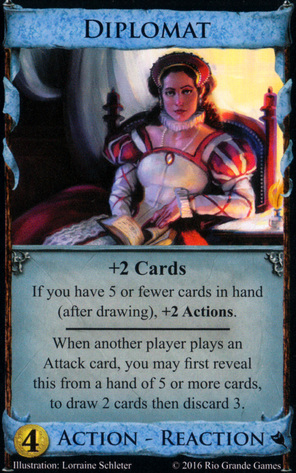 DIPLOMAT
+2 Cards
If you have 5 or fewer cards in hand
(after drawing), +2 Actions.
When another player plays an
Attack card, you may first reveal
this from a hand of 5 or more cards,
to draw 2 cards then discard 3.
4 ACTION - REACTION
Illustration: Lorraine Schleter © 2016 Rio Grande Games